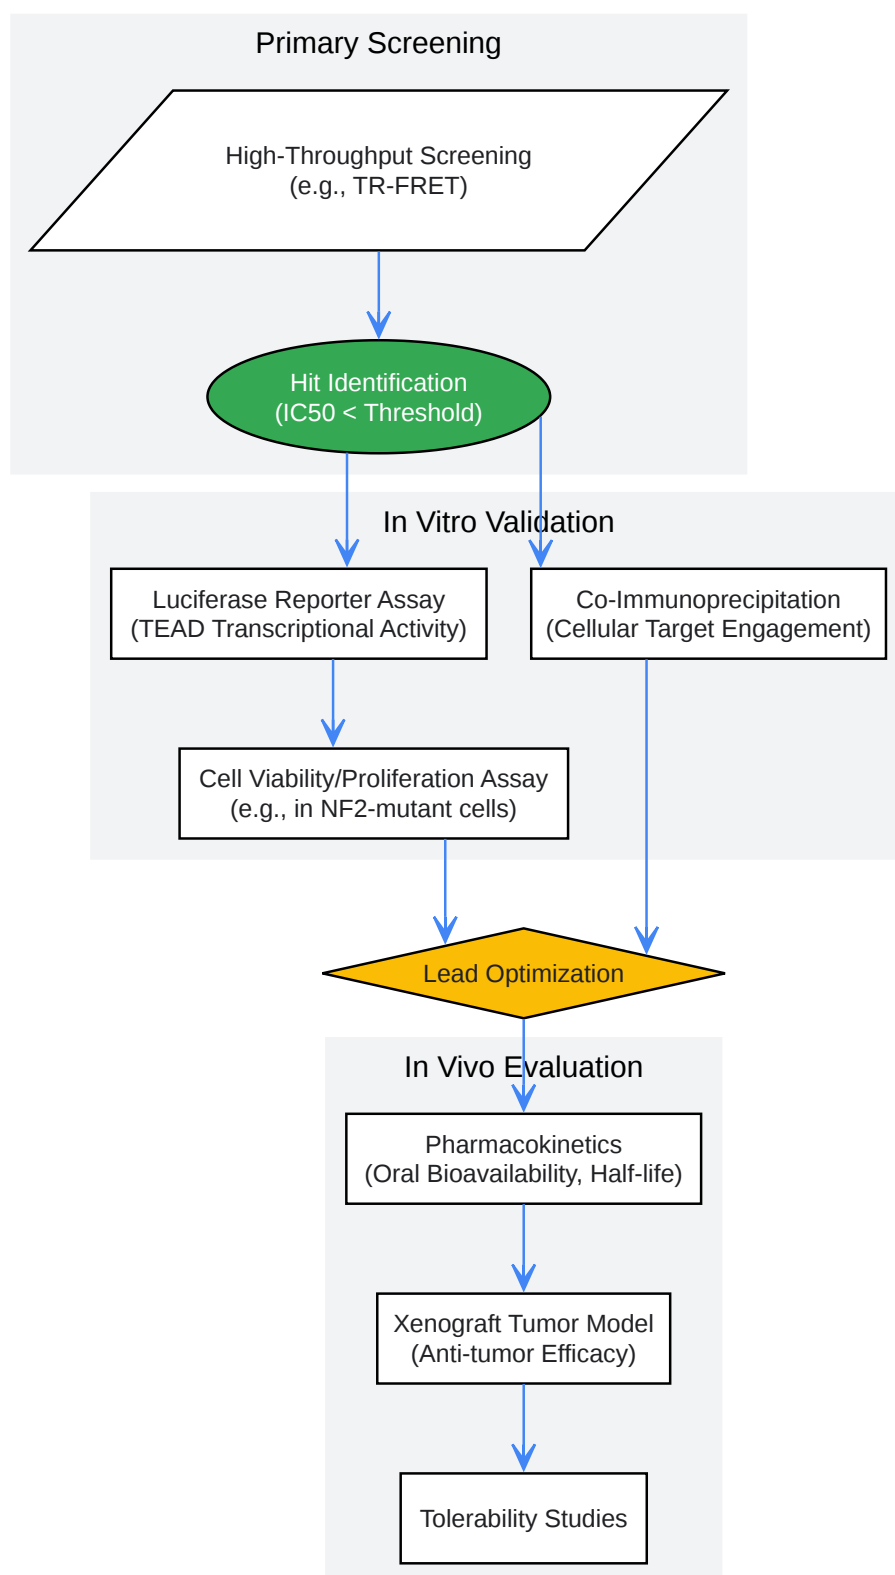 Primary Screening
High-Throughput Screening
(e.g., TR-FRET)
Hit Identification
(IC50 < Threshold)
In Vitro Validation
Luciferase Reporter Assay
(TEAD Transcriptional Activity)
Co-Immunoprecipitation
(Cellular Target Engagement)
Cell Viability/Proliferation Assay
(e.g., in NF2-mutant cells)
Lead Optimization
In Vivo Evaluation
Pharmacokinetics
(Oral Bioavailability, Half-life)
Xenograft Tumor Model
(Anti-tumor Efficacy)
Tolerability Studies